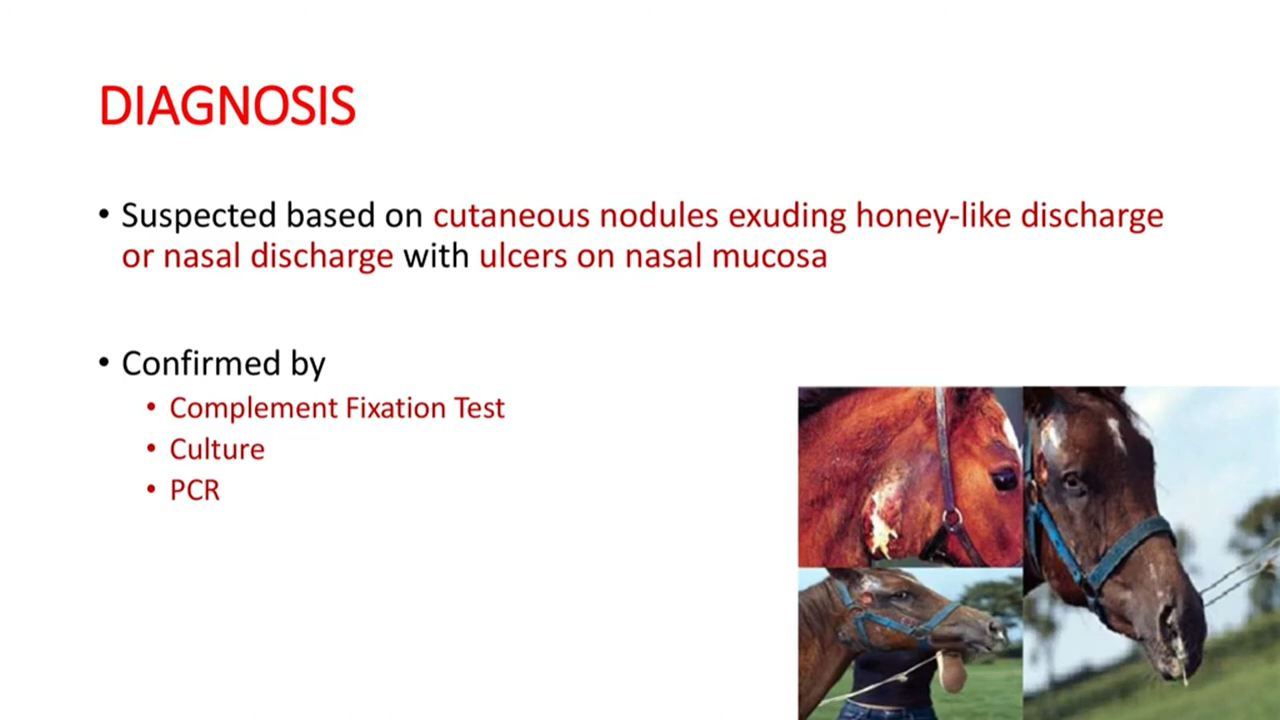 DIAGNOSIS
• Suspected based on cutaneous nodules exuding honey-like discharge
or nasal discharge with ulcers on nasal mucosa
• Confirmed by
• Complement Fixation Test
• Culture
• PCR